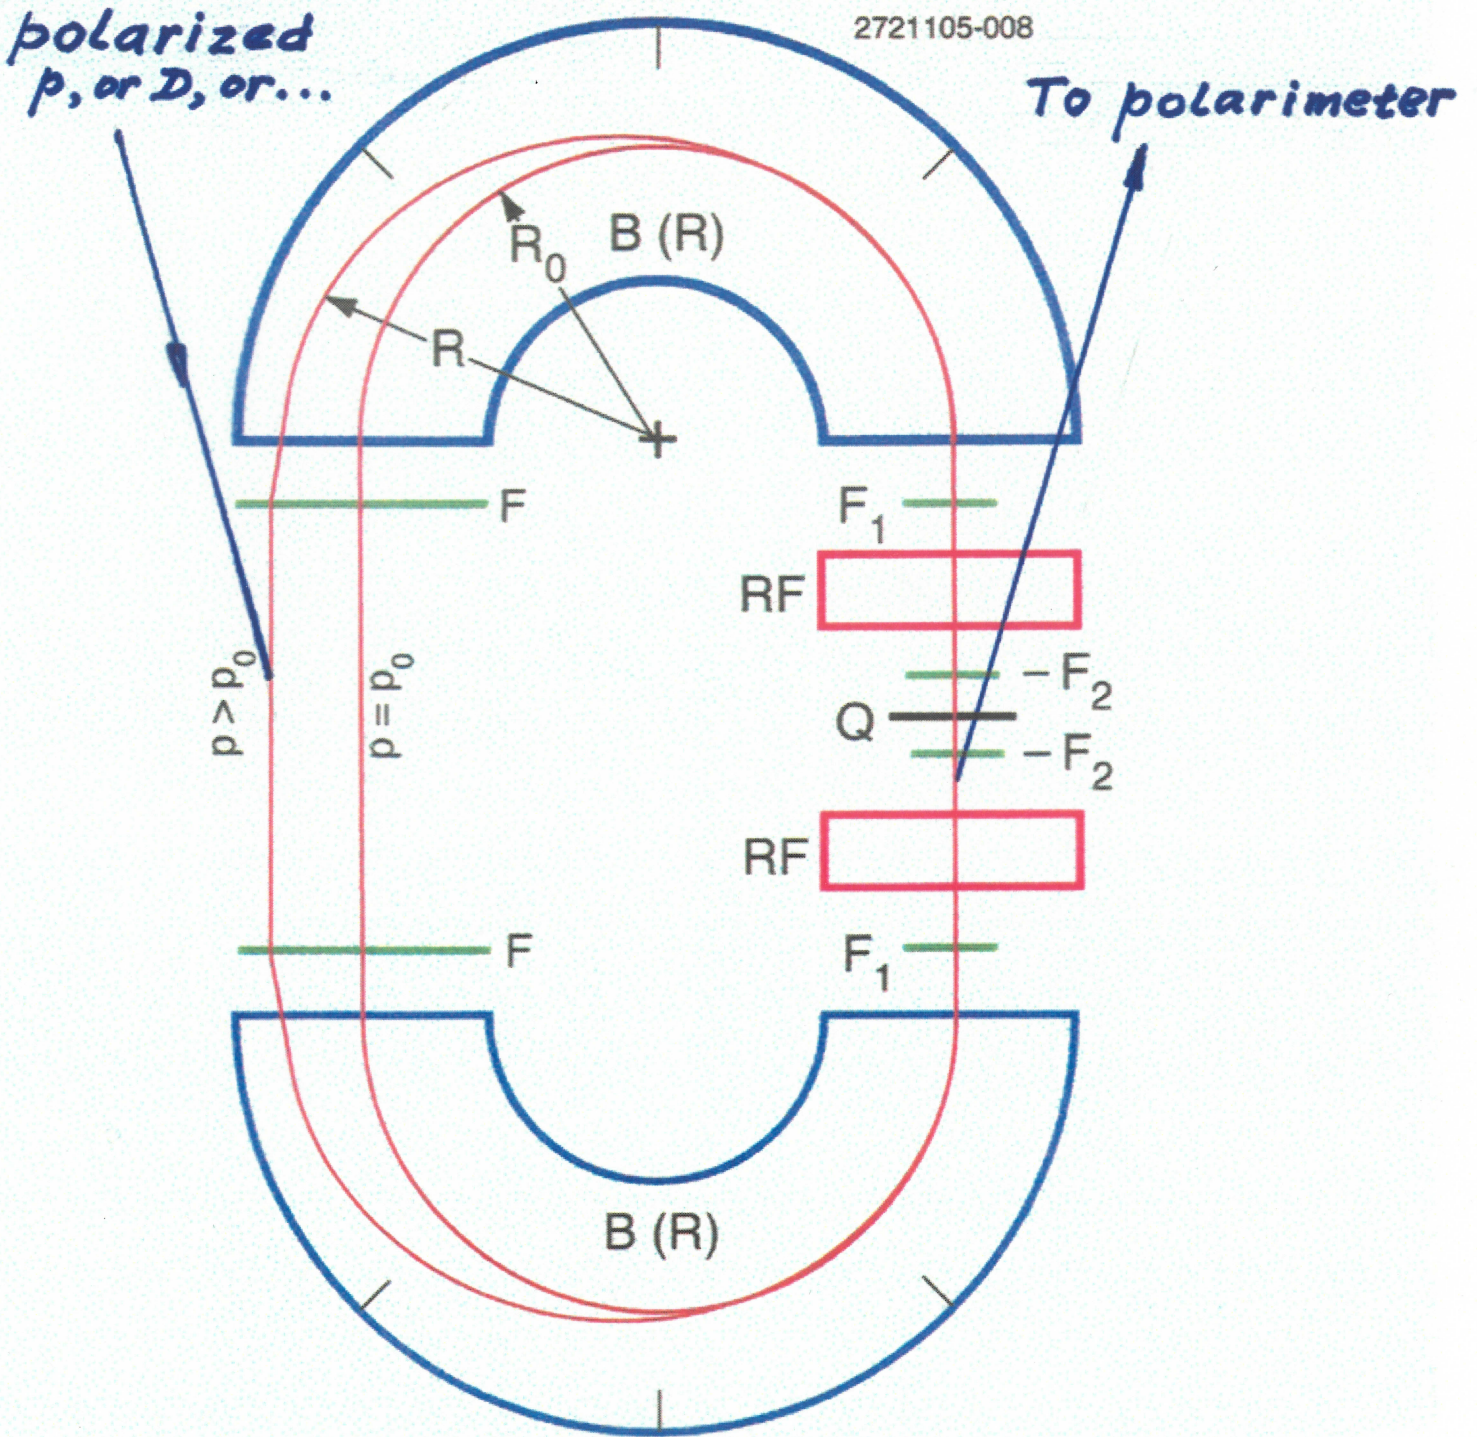 polarized
p, or D, or...
2721105-008
To polarimeter
B (R)
R₀
R
F
F₁
RF
– F₂
Q
– F₂
p > p₀
p = p₀
RF
F
F₁
B (R)